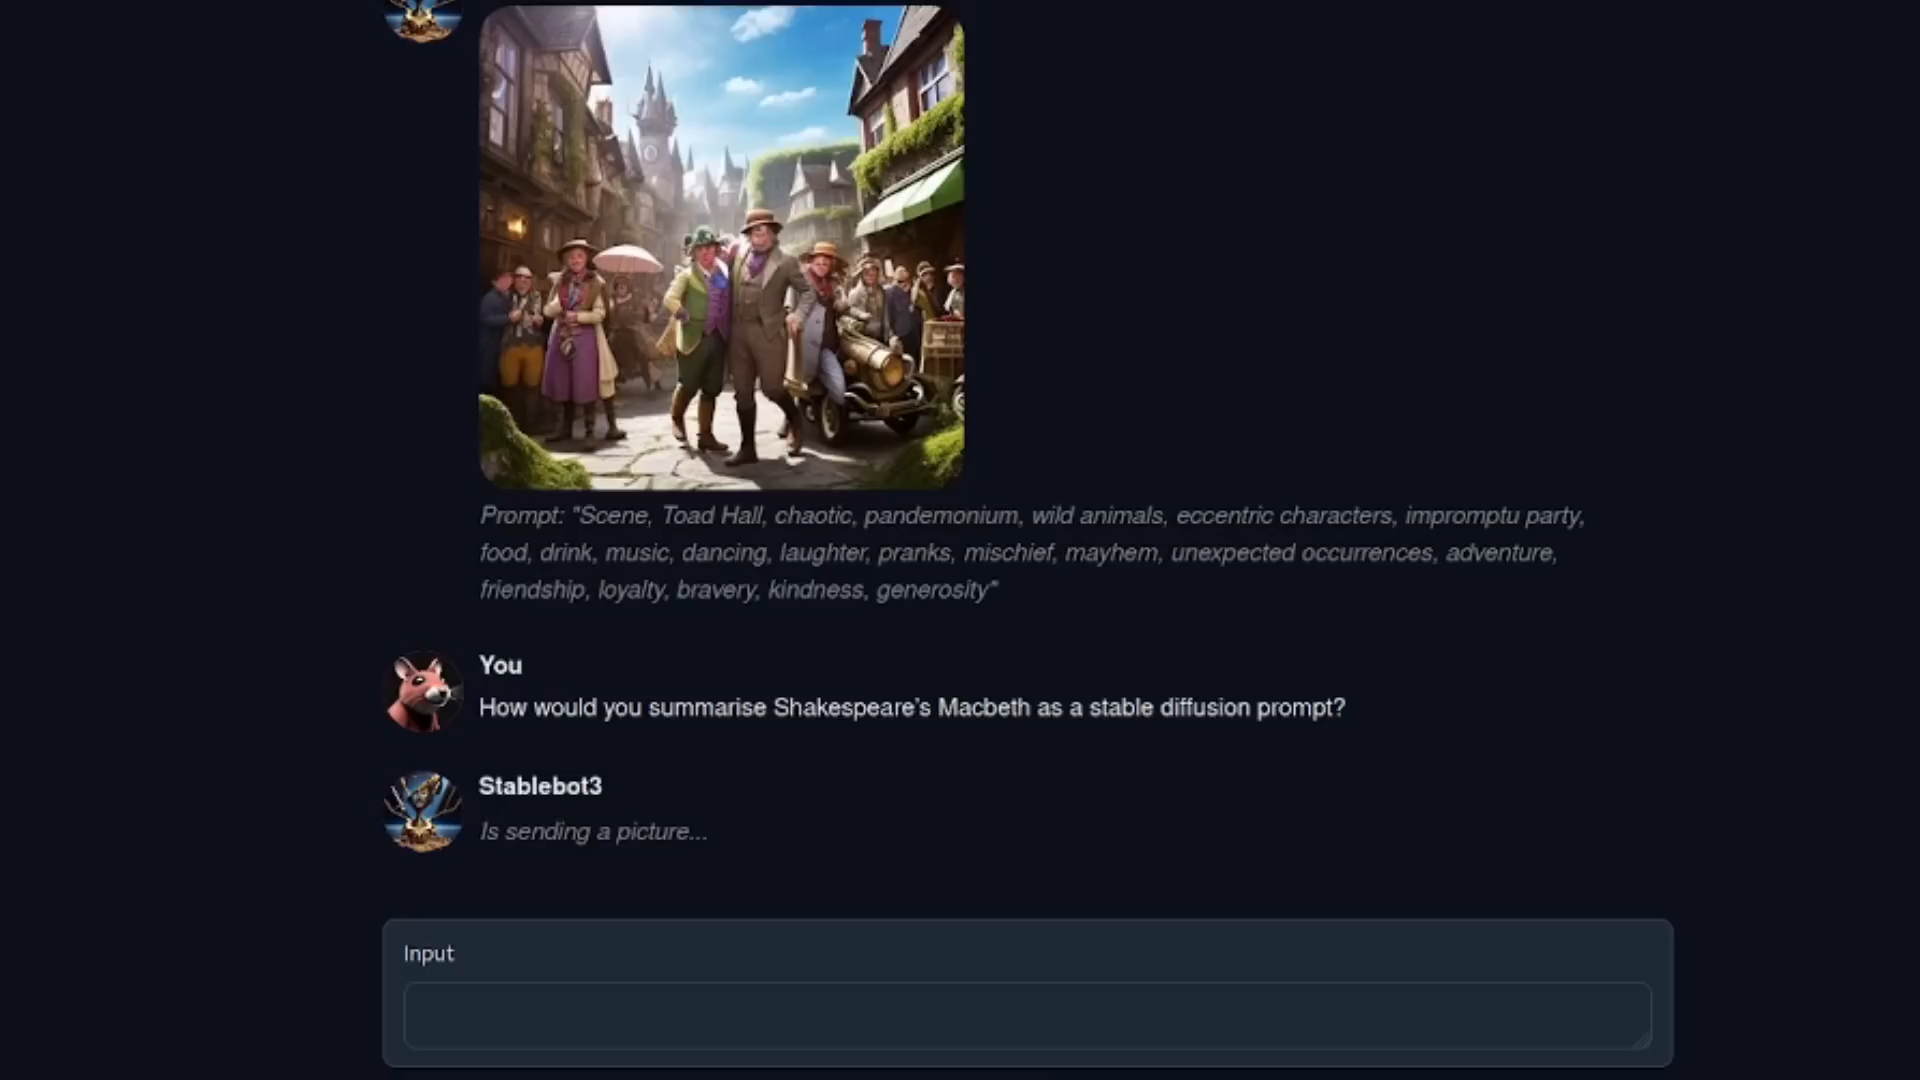 Prompt: "Scene, Toad Hall, chaotic, pandemonium, wild animals, eccentric characters, impromptu party,
food, drink, music, dancing, laughter, pranks, mischief, mayhem, unexpected occurrences, adventure,
friendship, loyalty, bravery, kindness, generosity"
You
How would you summarise Shakespeare's Macbeth as a stable diffusion prompt?
Stablebot3
Is sending a picture...
Input